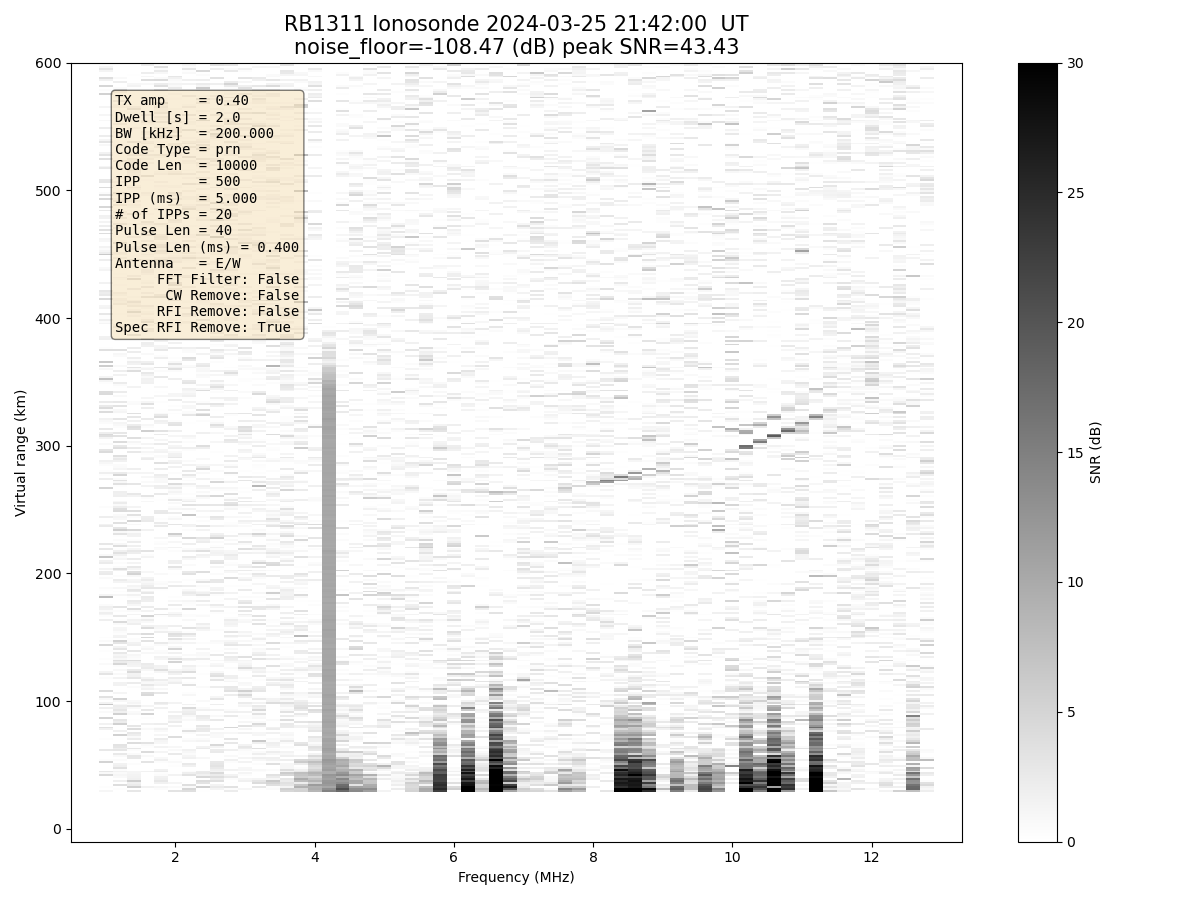 RB1311 Ionosonde 2024-03-25 21:42:00  UT
noise_floor=-108.47 (dB) peak SNR=43.43
600
500
400
300
200
100
0
Virtual range (km)
TX amp    = 0.40
Dwell [s] = 2.0
BW [kHz]  = 200.000
Code Type = prn
Code Len  = 10000
IPP       = 500
IPP (ms)  = 5.000
# of IPPs = 20
Pulse Len = 40
Pulse Len (ms) = 0.400
Antenna   = E/W
FFT Filter: False
CW Remove: False
RFI Remove: False
Spec RFI Remove: True
2 4 6 8 10 12
Frequency (MHz)
30
25
20
15
10
5
0
SNR (dB)